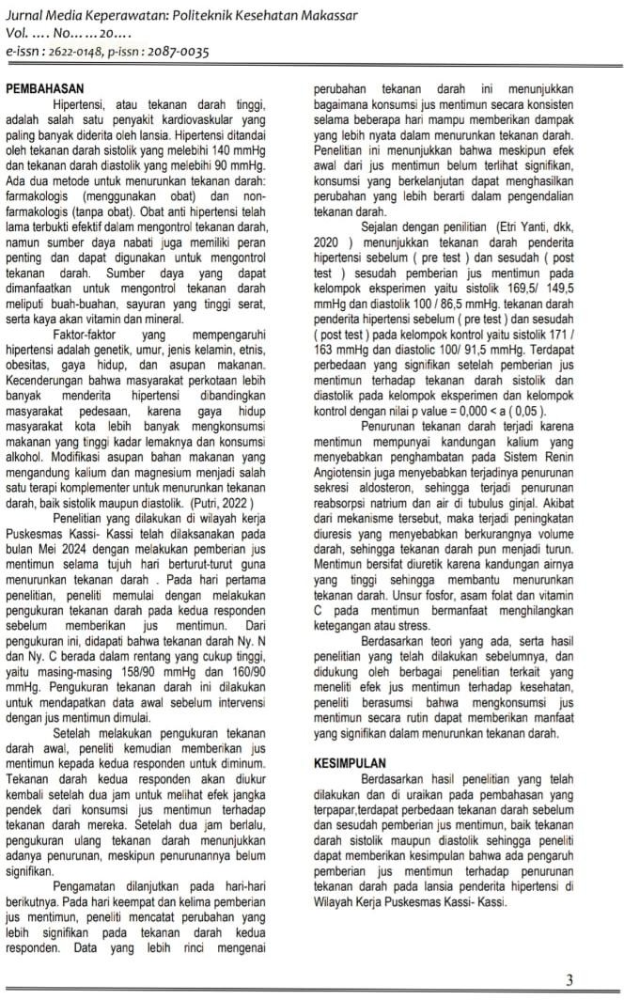 Jurnal Media Keperawatan: Politeknik Kesehatan Makassar
Vol. .... No......20....
e-issn : 2622-0148, p-issn : 2087-0035
PEMBAHASAN
Hipertensi, atau tekanan darah tinggi,
adalah salah satu penyakit kardiovaskular yang
paling banyak diderita oleh lansia. Hipertensi ditandai
oleh tekanan darah sistolik yang melebihi 140 mmHg
dan tekanan darah diastolik yang melebihi 90 mmHg.
Ada dua metode untuk menurunkan tekanan darah:
farmakologis (menggunakan obat) dan non-
farmakologis (tanpa obat). Obat anti hipertensi telah
lama terbukti efektif dalam mengontrol tekanan darah,
namun sumber daya nabati juga memiliki peran
penting dan dapat digunakan untuk mengontrol
tekanan darah. Sumber daya yang dapat
dimanfaatkan untuk mengontrol tekanan darah
meliputi buah-buahan, sayuran yang tinggi serat,
serta kaya akan vitamin dan mineral.
Faktor-faktor yang mempengaruhi
hipertensi adalah genetik, umur, jenis kelamin, etnis,
obesitas, gaya hidup, dan asupan makanan.
Kecenderungan bahwa masyarakat perkotaan lebih
banyak menderita hipertensi dibandingkan
masyarakat pedesaan, karena gaya hidup
masyarakat kota lebih banyak mengkonsumsi
makanan yang tinggi kadar lemaknya dan konsumsi
alkohol. Modifikasi asupan bahan makanan yang
mengandung kalium dan magnesium menjadi salah
satu terapi komplementer untuk menurunkan tekanan
darah, baik sistolik maupun diastolik. (Putri, 2022 )
Penelitian yang dilakukan di wilayah kerja
Puskesmas Kassi- Kassi telah dilaksanakan pada
bulan Mei 2024 dengan melakukan pemberian jus
mentimun selama tujuh hari berturut-turut guna
menurunkan tekanan darah . Pada hari pertama
penelitian, peneliti memulai dengan melakukan
pengukuran tekanan darah pada kedua responden
sebelum memberikan jus mentimun. Dari
pengukuran ini, didapati bahwa tekanan darah Ny. N
dan Ny. C berada dalam rentang yang cukup tinggi,
yaitu masing-masing 158/90 mmHg dan 160/90
mmHg. Pengukuran tekanan darah ini dilakukan
untuk mendapatkan data awal sebelum intervensi
dengan jus mentimun dimulai.
Setelah melakukan pengukuran tekanan
darah awal, peneliti kemudian memberikan jus
mentimun kepada kedua responden untuk diminum.
Tekanan darah kedua responden akan diukur
kembali setelah dua jam untuk melihat efek jangka
pendek dari konsumsi jus mentimun terhadap
tekanan darah mereka. Setelah dua jam berlalu,
pengukuran ulang tekanan darah menunjukkan
adanya penurunan, meskipun penurunannya belum
signifikan.
Pengamatan dilanjutkan pada hari-hari
berikutnya. Pada hari keempat dan kelima pemberian
jus mentimun, peneliti mencatat perubahan yang
lebih signifikan pada tekanan darah kedua
responden. Data yang lebih rinci mengenai
perubahan tekanan darah ini menunjukkan
bagaimana konsumsi jus mentimun secara konsisten
selama beberapa hari mampu memberikan dampak
yang lebih nyata dalam menurunkan tekanan darah.
Penelitian ini menunjukkan bahwa meskipun efek
awal dari jus mentimun belum terlihat signifikan,
konsumsi yang berkelanjutan dapat menghasilkan
perubahan yang lebih berarti dalam pengendalian
tekanan darah.
Sejalan dengan penilitian (Etri Yanti, dkk,
2020 ) menunjukkan tekanan darah penderita
hipertensi sebelum ( pre test ) dan sesudah ( post
test ) sesudah pemberian jus mentimun pada
kelompok eksperimen yaitu sistolik 169,5/ 149,5
mmHg dan diastolik 100 / 86,5 mmHg. tekanan darah
penderita hipertensi sebelum ( pre test ) dan sesudah
( post test ) pada kelompok kontrol yaitu sistolik 171 /
163 mmHg dan diastolic 100/ 91,5 mmHg. Terdapat
perbedaan yang signifikan setelah pemberian jus
mentimun terhadap tekanan darah sistolik dan
diastolik pada kelompok eksperimen dan kelompok
kontrol dengan nilai p value = 0,000 < a ( 0,05 ).
Penurunan tekanan darah terjadi karena
mentimun mempunyai kandungan kalium yang
menyebabkan penghambatan pada Sistem Renin
Angiotensin juga menyebabkan terjadinya penurunan
sekresi aldosteron, sehingga terjadi penurunan
reabsorpsi natrium dan air di tubulus ginjal. Akibat
dari mekanisme tersebut, maka terjadi peningkatan
diuresis yang menyebabkan berkurangnya volume
darah, sehingga tekanan darah pun menjadi turun.
Mentimun bersifat diuretik karena kandungan airnya
yang tinggi sehingga membantu menurunkan
tekanan darah. Unsur fosfor, asam folat dan vitamin
C pada mentimun bermanfaat menghilangkan
ketegangan atau stress.
Berdasarkan teori yang ada, serta hasil
penelitian yang telah dilakukan sebelumnya, dan
didukung oleh berbagai penelitian terkait yang
meneliti efek jus mentimun terhadap kesehatan,
peneliti berasumsi bahwa mengkonsumsi jus
mentimun secara rutin dapat memberikan manfaat
yang signifikan dalam menurunkan tekanan darah.
KESIMPULAN
Berdasarkan hasil penelitian yang telah
dilakukan dan di uraikan pada pembahasan yang
terpapar,terdapat perbedaan tekanan darah sebelum
dan sesudah pemberian jus mentimun, baik tekanan
darah sistolik maupun diastolik sehingga peneliti
dapat memberikan kesimpulan bahwa ada pengaruh
pemberian jus mentimun terhadap penurunan
tekanan darah pada lansia penderita hipertensi di
Wilayah Kerja Puskesmas Kassi- Kassi.
3